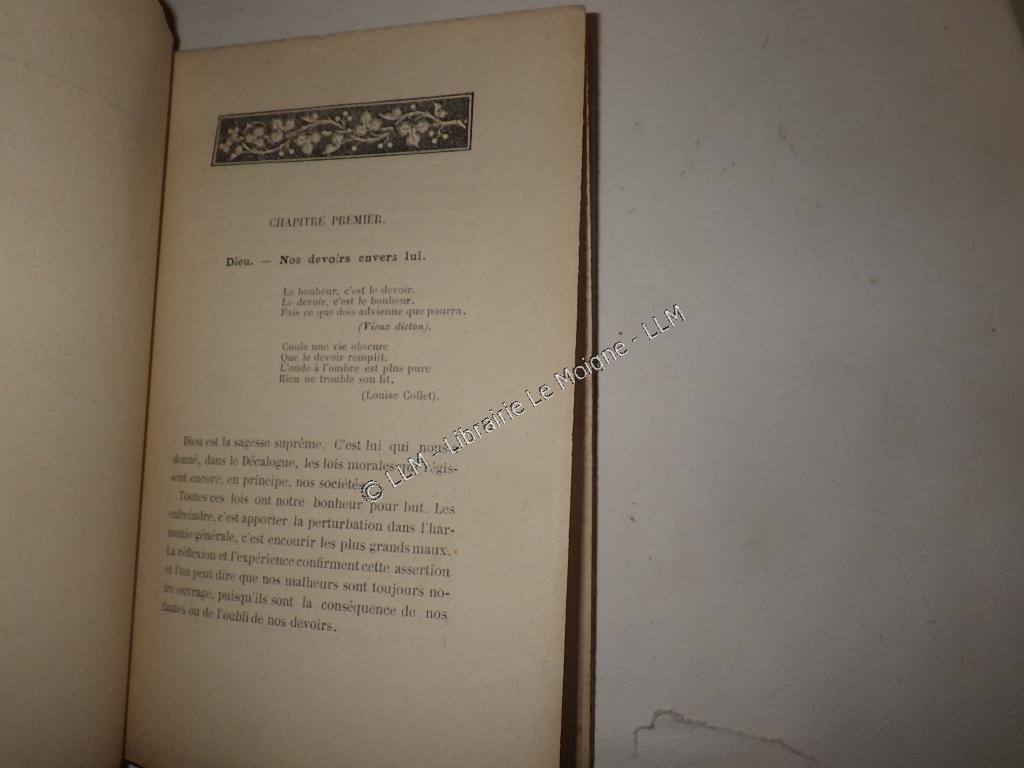 CHAPITRE PREMIER.
Dieu. — Nos devoirs envers lui.
Le bonheur, c'est le devoir.
Le devoir, c'est le bonheur.
Fais ce que dois advienne que pourra.
(Vieux dicton).
Coule une vie obscure
Que le devoir remplit.
L'onde à l'ombre est plus pure
Rien ne trouble son lit.
(Louise Collet).
Dieu est la sagesse suprême. C'est lui qui nous
donné, dans le Décalogue, les lois morales régis-
sent encore, en principe, nos sociétés
Toutes ces lois ont notre bonheur pour but. Les
enfreindre, c'est apporter la perturbation dans l'har-
monie générale, c'est encourir les plus grands maux.
La réflexion et l'expérience confirment cette assertion
et l'on peut dire que nos malheurs sont toujours no-
tre ouvrage, puisqu'ils sont la conséquence de nos
fautes ou de l'oubli de nos devoirs.
© LLM - Librairie Le Moigne - LLM